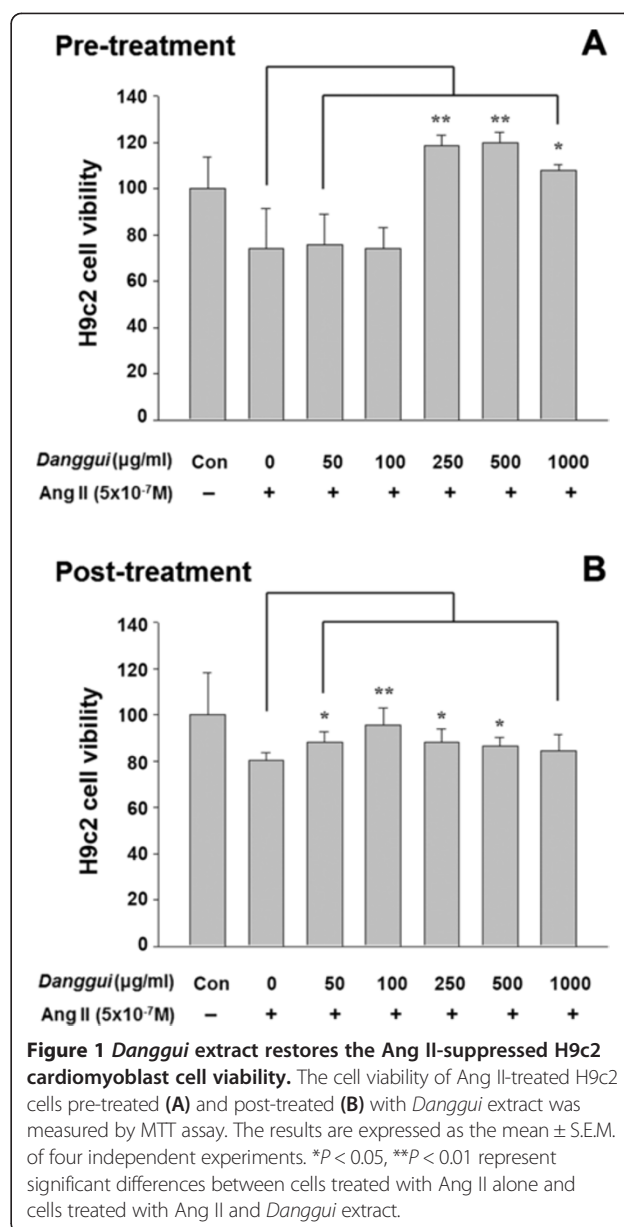 Pre-treatment A
140
120
100
80
60
40
20
0
H9c2 cell vibility
** ** *
Danggui (μg/ml) Con 0 50 100 250 500 1000
Ang II (5x10⁻⁷M) – + + + + + +
Post-treatment B
140
120
100
80
60
40
20
0
H9c2 cell vibility
* ** * *
Danggui (μg/ml) Con 0 50 100 250 500 1000
Ang II (5x10⁻⁷M) – + + + + + +
Figure 1 Danggui extract restores the Ang II-suppressed H9c2
cardiomyoblast cell viability. The cell viability of Ang II-treated H9c2
cells pre-treated (A) and post-treated (B) with Danggui extract was
measured by MTT assay. The results are expressed as the mean ± S.E.M.
of four independent experiments. *P < 0.05, **P < 0.01 represent
significant differences between cells treated with Ang II alone and
cells treated with Ang II and Danggui extract.